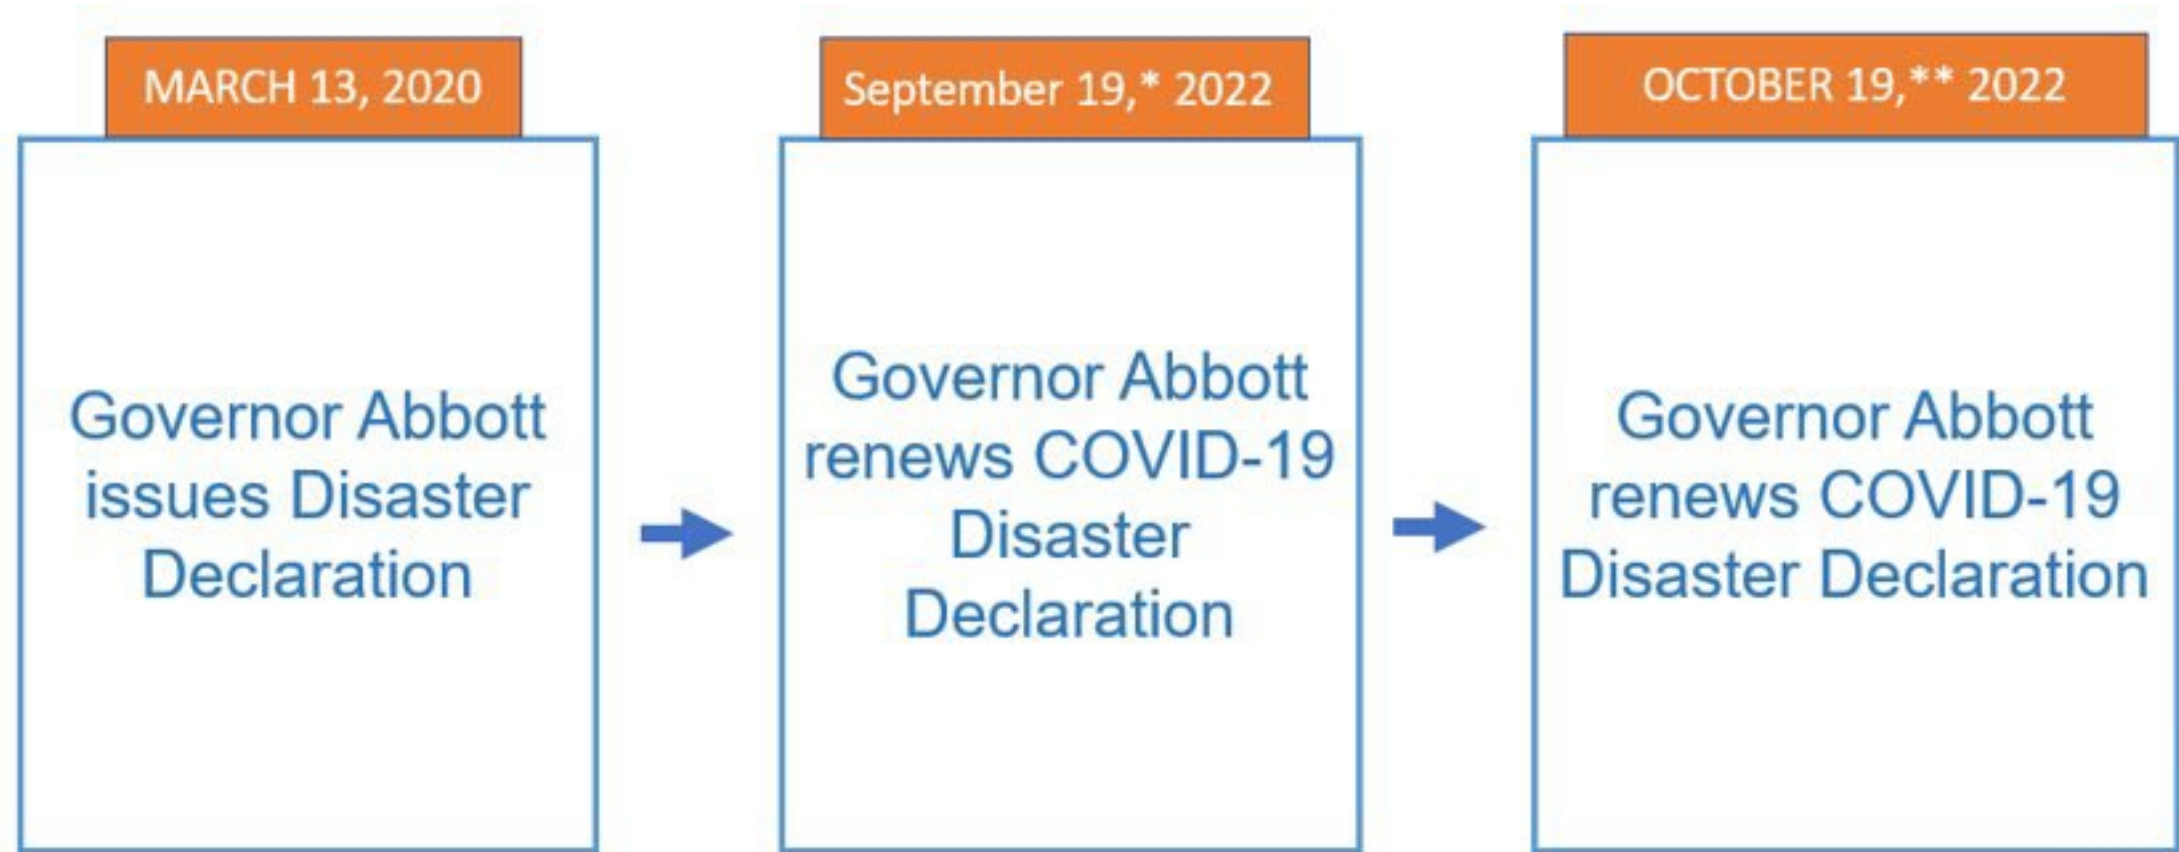 MARCH 13, 2020
Governor Abbott
issues Disaster
Declaration
September 19,* 2022
Governor Abbott
renews COVID-19
Disaster
Declaration
OCTOBER 19,** 2022
Governor Abbott
renews COVID-19
Disaster Declaration